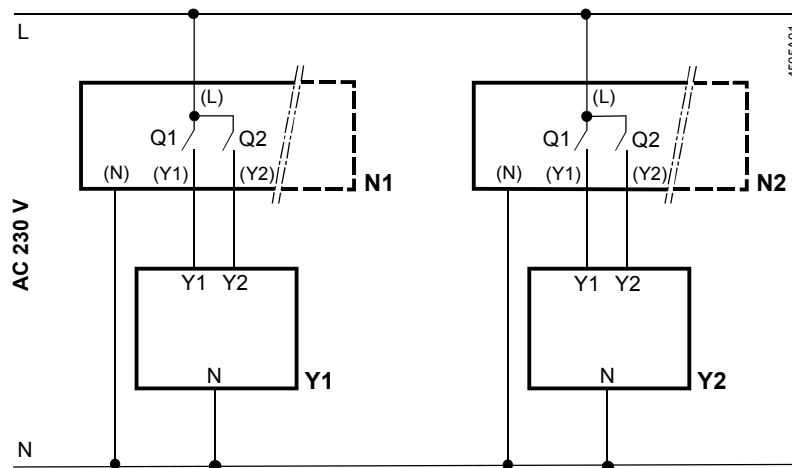 L
(L)
Q1 Q2
(N) (Y1) (Y2)
N1
Y1 Y2
N
Y1
(L)
Q1 Q2
(N) (Y1) (Y2)
N2
Y1 Y2
N
Y2
AC 230 V
N